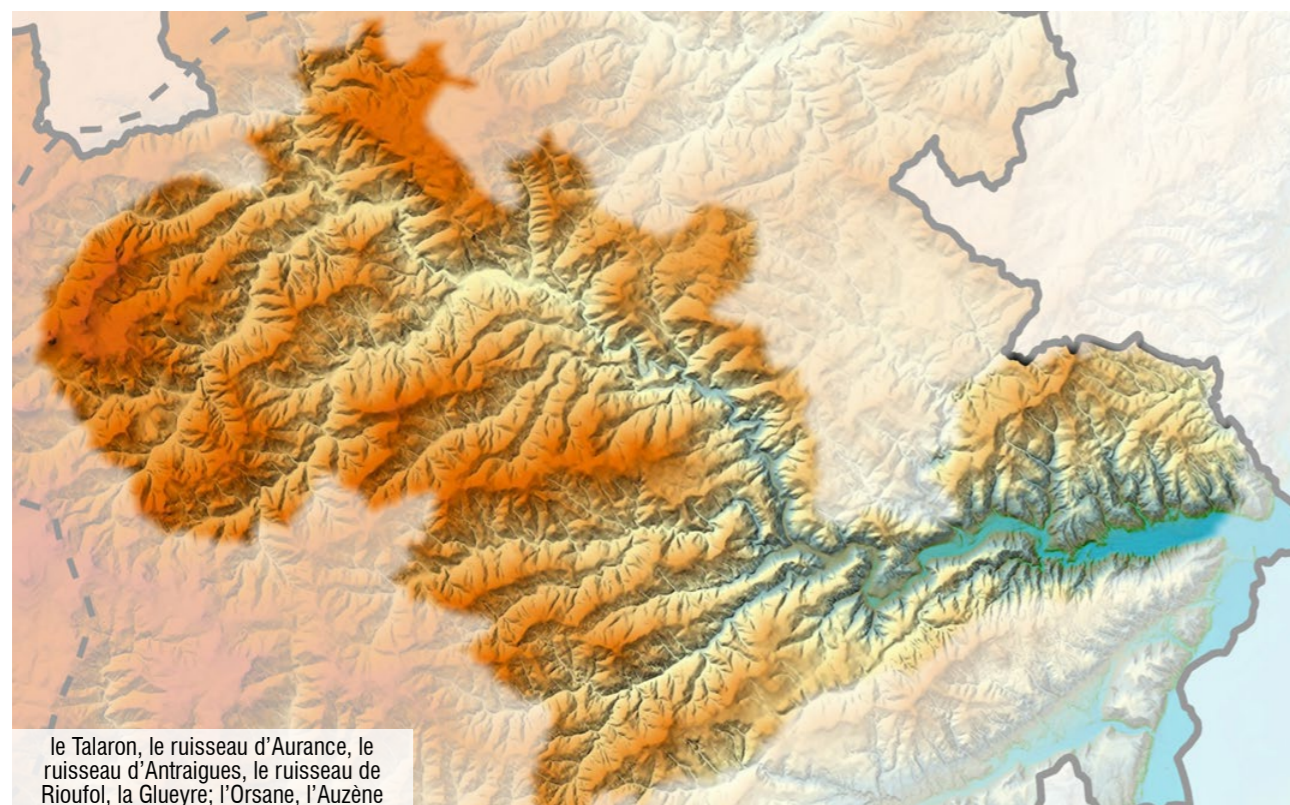 le Talaron, le ruisseau d’Aurance, le
ruisseau d’Antraigues, le ruisseau de
Rioufol, la Glueyre; l’Orsane, l’Auzène